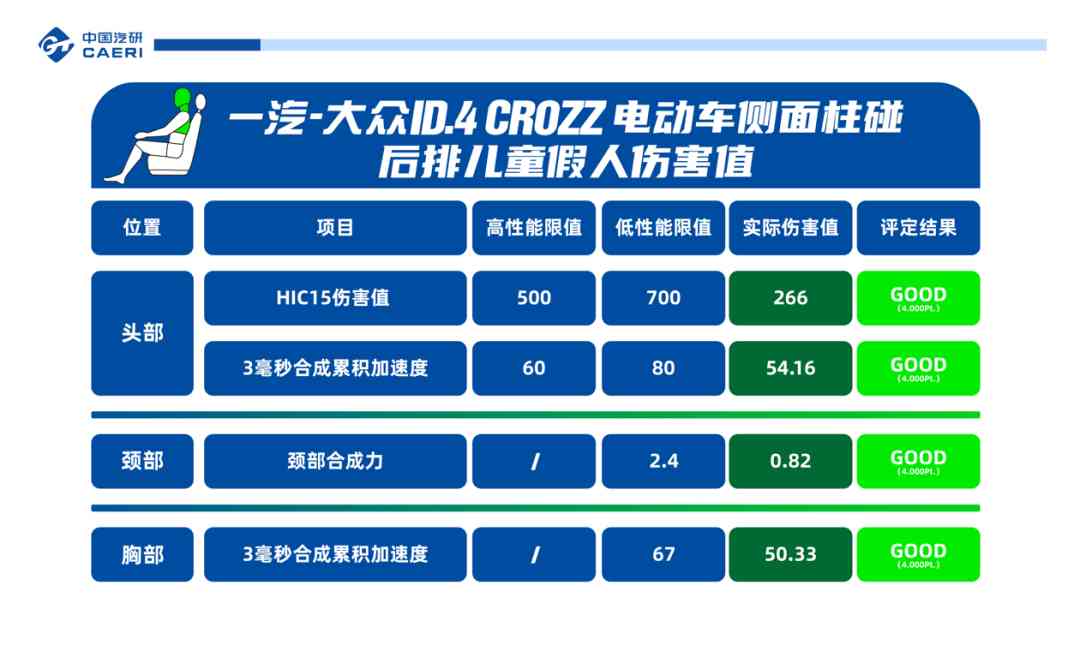 中国汽研
CAERI
一汽-大众ID.4 CROZZ 电动车侧面柱碰
后排儿童假人伤害值
位置 项目 高性能限值 低性能限值 实际伤害值 评定结果
头部
HIC15伤害值 500 700 266 GOOD
(4.000PT.)
3毫秒合成累积加速度 60 80 54.16 GOOD
(4.000PT.)
颈部 颈部合成力 / 2.4 0.82 GOOD
(4.000PT.)
胸部 3毫秒合成累积加速度 / 67 50.33 GOOD
(4.000PT.)